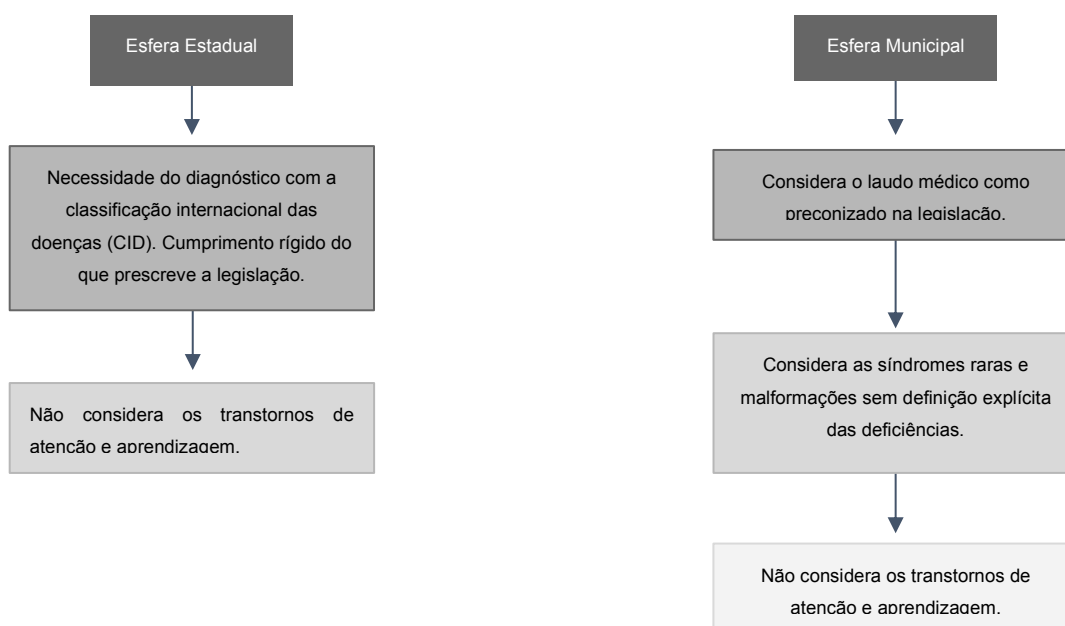 Esfera Estadual
Necessidade do diagnóstico com a
classificação internacional das
doenças (CID). Cumprimento rígido do
que prescreve a legislação.
Não considera os transtornos de
atenção e aprendizagem.
Esfera Municipal
Considera o laudo médico como
preconizado na legislação.
Considera as síndromes raras e
malformações sem definição explícita
das deficiências.
Não considera os transtornos de
atenção e aprendizagem.